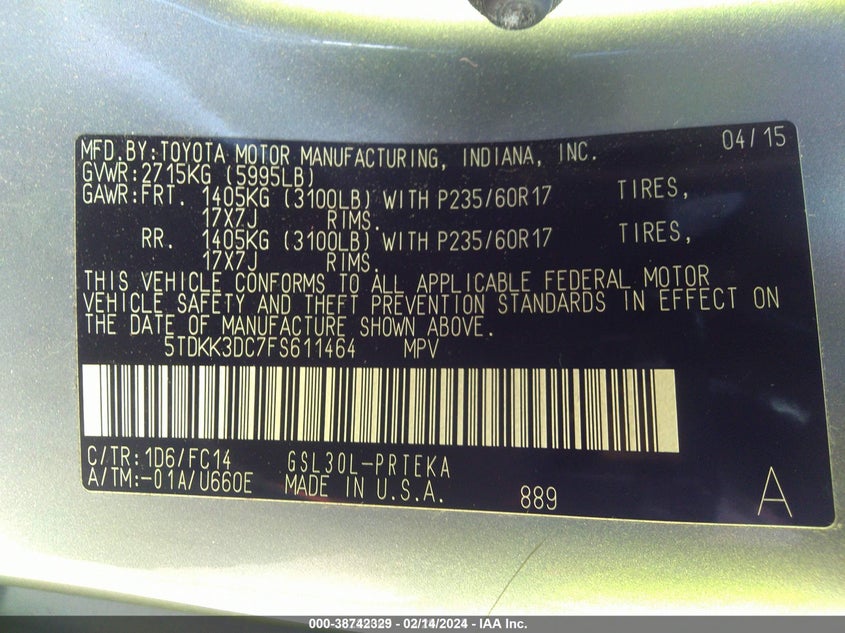 MFD.BY:TOYOTA MOTOR MANUFACTURING, INDIANA, INC. 04/15
GVWR:2715KG (5995LB)
GAWR:FRT. 1405KG (3100LB) WITH P235/60R17 TIRES,
17X7J RIMS.
RR. 1405KG (3100LB) WITH P235/60R17 TIRES,
17X7J RIMS.
THIS VEHICLE CONFORMS TO ALL APPLICABLE FEDERAL MOTOR
VEHICLE SAFETY AND THEFT PREVENTION STANDARDS IN EFFECT ON
THE DATE OF MANUFACTURE SHOWN ABOVE.
5TDKK3DC7FS611464 MPV
C/TR:1D6/FC14 GSL30L-PRTEKA
A/TM:-01A/U660E MADE IN U.S.A. 889 A
000-38742329 - 02/14/2024 - IAA Inc.